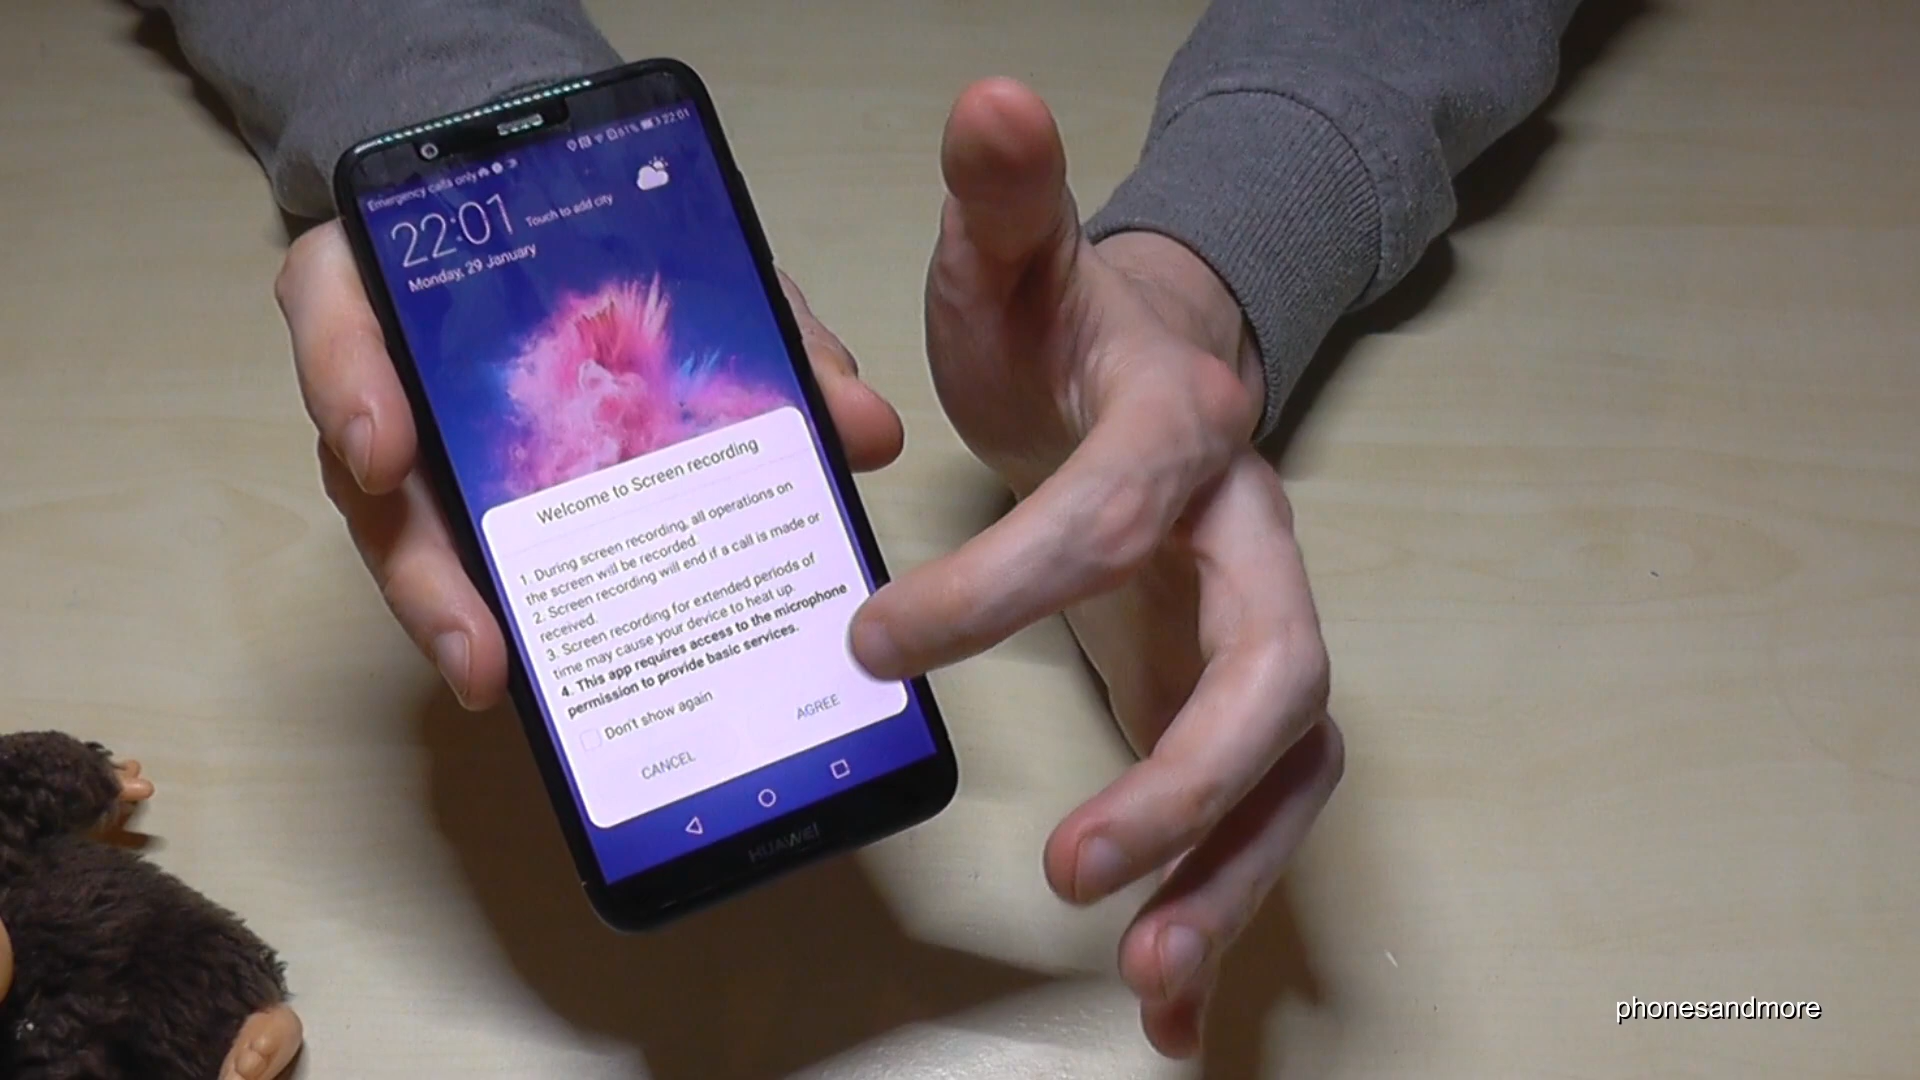 Emergency calls only
61% 22:01
22:01 Touch to add city
Monday, 29 January
Welcome to Screen recording
1. During screen recording, all operations on
the screen will be recorded.
2. Screen recording will end if a call is made or
received.
3. Screen recording for extended periods of
time may cause your device to heat up.
4. This app requires access to the microphone
permission to provide basic services.
Don't show again
CANCEL
AGREE
HUAWEI
phonesandmore